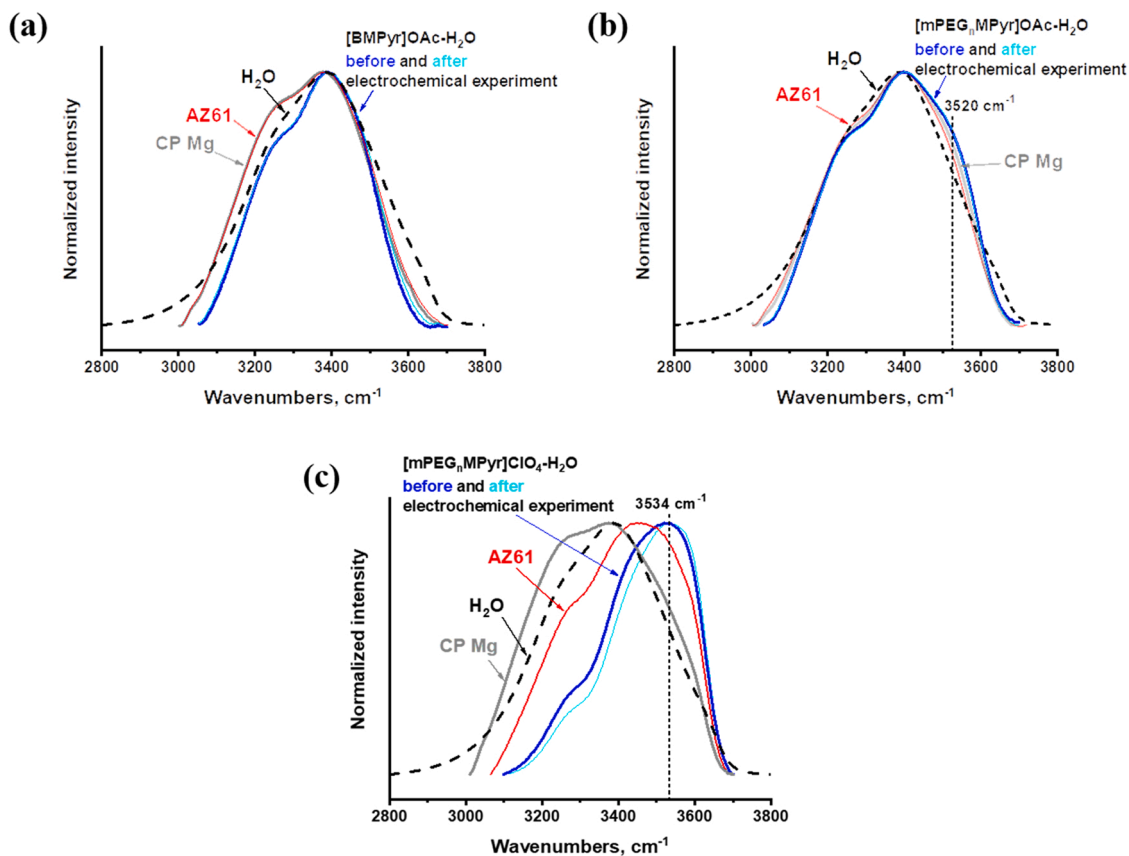 (a)
[BMPyr]OAc-H₂O
before and after
electrochemical experiment
H₂O
AZ61
CP Mg
Normalized intensity
2800 3000 3200 3400 3600 3800
Wavenumbers, cm⁻¹
(b)
[mPEGₙMPyr]OAc-H₂O
before and after
electrochemical experiment
H₂O
3520 cm⁻¹
AZ61
CP Mg
Normalized intensity
2800 3000 3200 3400 3600 3800
Wavenumbers, cm⁻¹
(c)
[mPEGₙMPyr]ClO₄-H₂O
before and after
electrochemical experiment
3534 cm⁻¹
AZ61
H₂O
CP Mg
Normalized intensity
2800 3000 3200 3400 3600 3800
Wavenumbers, cm⁻¹